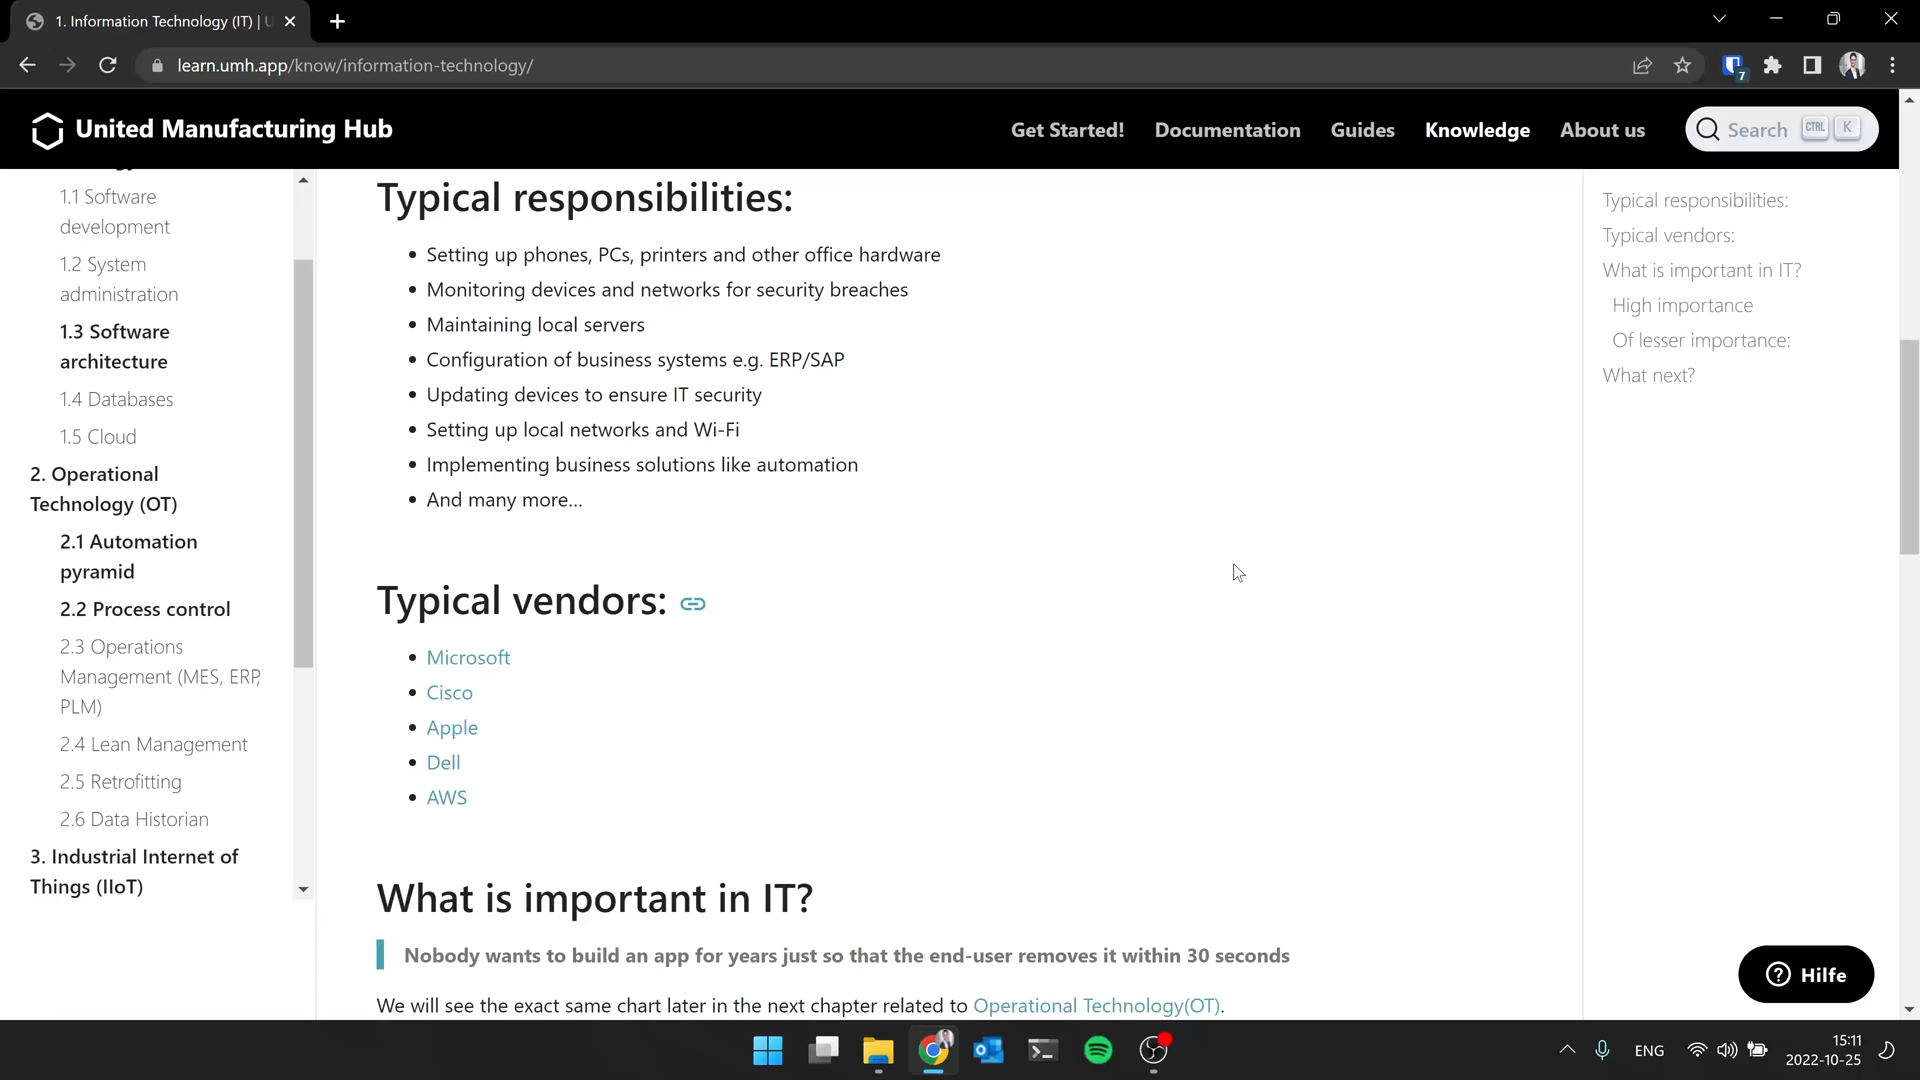 1. Information Technology (IT) | U
learn.umh.app/know/information-technology/
7
United Manufacturing Hub
Get Started!
Documentation
Guides
Knowledge
About us
Search
CTRL
K
1.1 Software
development
1.2 System
administration
1.3 Software
architecture
1.4 Databases
1.5 Cloud
2. Operational
Technology (OT)
2.1 Automation
pyramid
2.2 Process control
2.3 Operations
Management (MES, ERP,
PLM)
2.4 Lean Management
2.5 Retrofitting
2.6 Data Historian
3. Industrial Internet of
Things (IIoT)
Typical responsibilities:
• Setting up phones, PCs, printers and other office hardware
• Monitoring devices and networks for security breaches
• Maintaining local servers
• Configuration of business systems e.g. ERP/SAP
• Updating devices to ensure IT security
• Setting up local networks and Wi-Fi
• Implementing business solutions like automation
• And many more...
Typical vendors:
• Microsoft
• Cisco
• Apple
• Dell
• AWS
What is important in IT?
Nobody wants to build an app for years just so that the end-user removes it within 30 seconds
We will see the exact same chart later in the next chapter related to Operational Technology(OT).
Typical responsibilities:
Typical vendors:
What is important in IT?
High importance
Of lesser importance:
What next?
Hilfe
ENG
15:11
2022-10-25